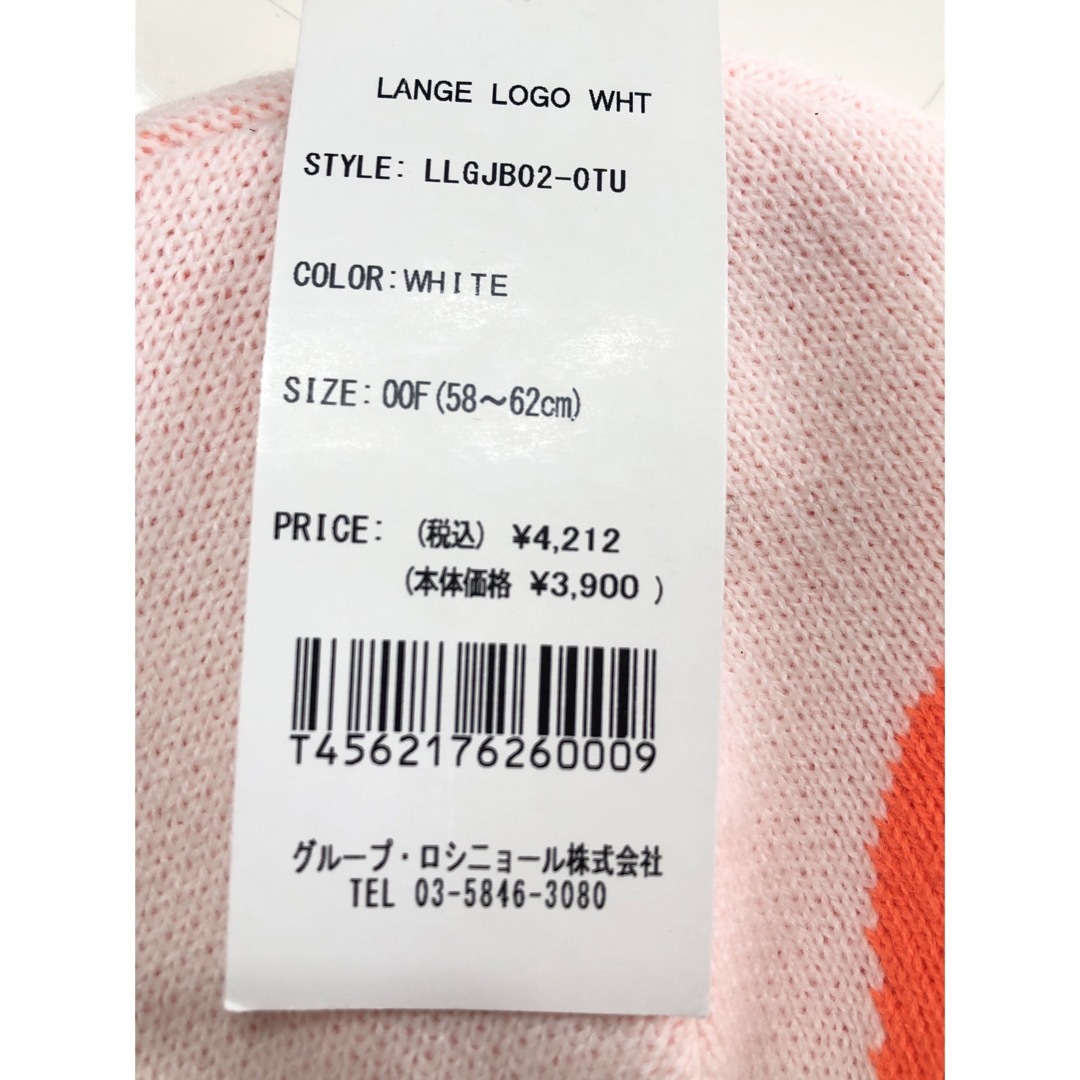 LANGE LOGO WHT
STYLE: LLGJB02-OTU
COLOR:WHITE
SIZE: OOF(58～62cm)
PRICE: (税込) ¥4,212
(本体価格 ¥3,900 )
T4562176260009
グループ・ロシニョール株式会社
TEL 03-5846-3080